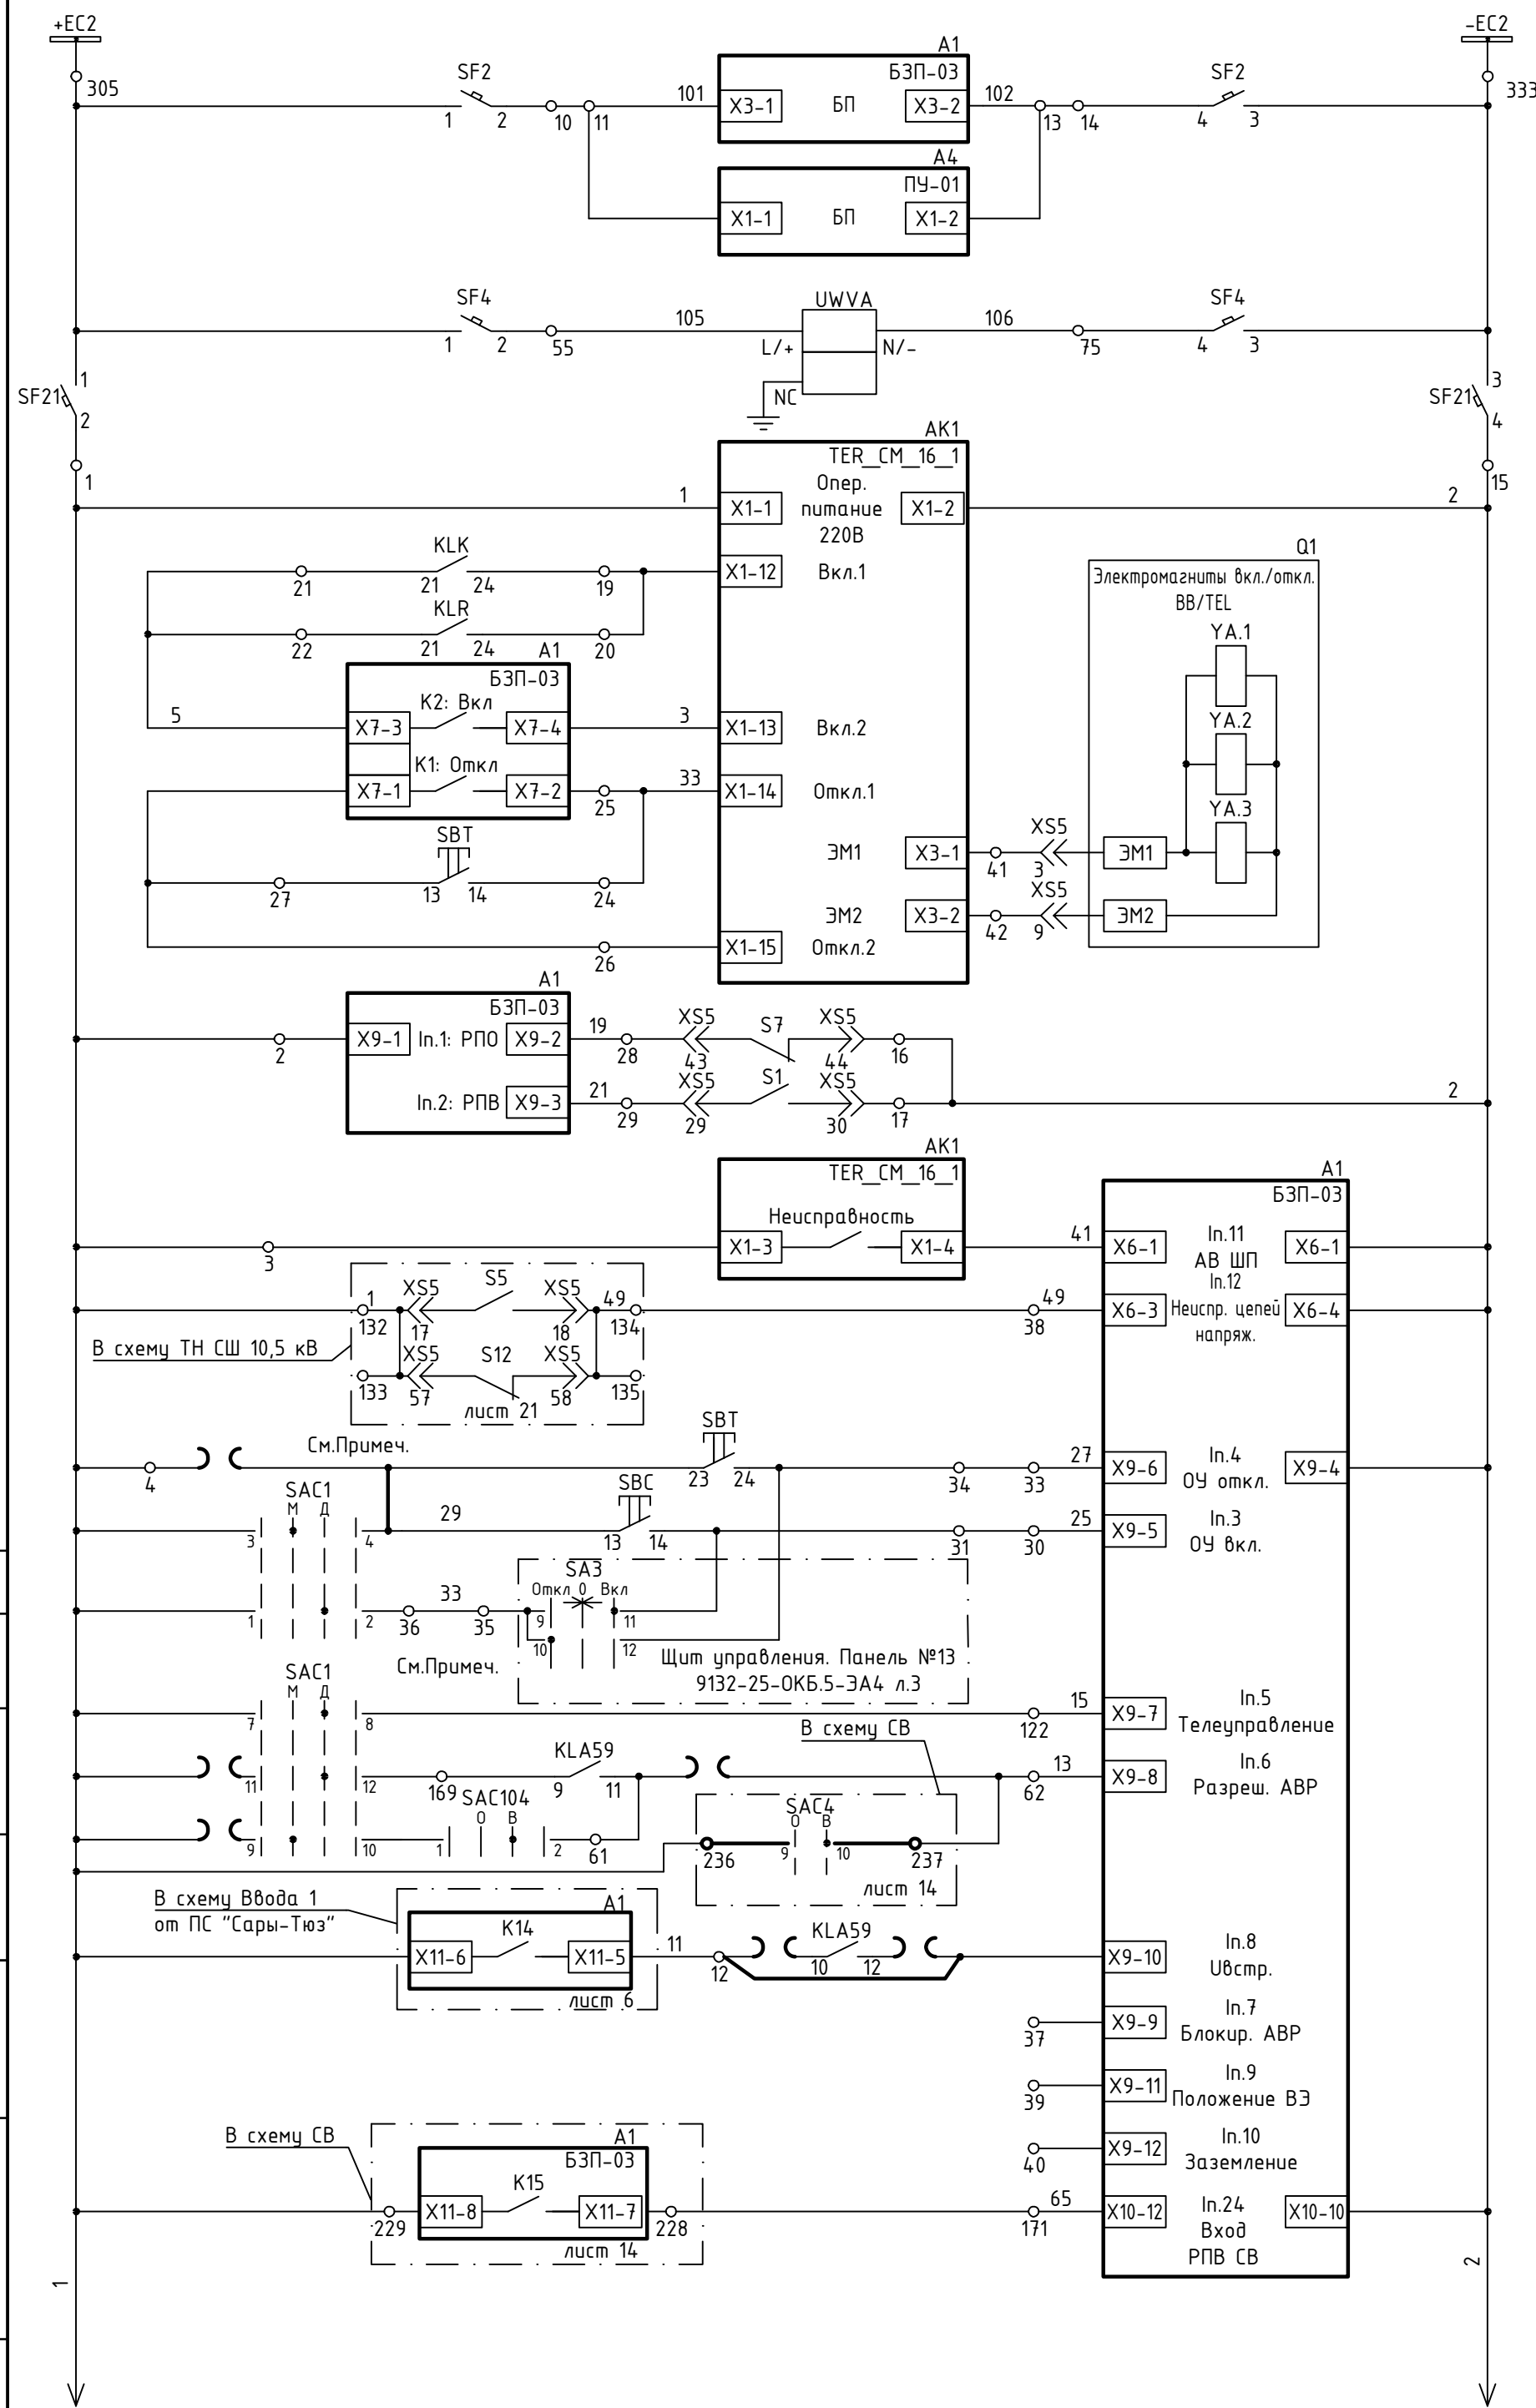 +ЕС2
-ЕС2
305
333
SF2
1
2
10
11
101
А1
БЗП-03
X3-1
БП
X3-2
102
13
14
SF2
4
3
А4
ПУ-01
X1-1
БП
X1-2
SF4
1
2
55
105
UWVA
L/+
N/-
NC
106
75
SF4
4
3
SF21
1
2
1
SF21
3
4
15
АК1
TER_CM_16_1
1
X1-1
Опер.
питание
220В
X1-2
2
KLK
21
21
24
19
X1-12
Вкл.1
KLR
22
21
24
20
А1
БЗП-03
5
X7-3
К2: Вкл
X7-4
3
X1-13
Вкл.2
X7-1
К1: Откл
X7-2
25
33
X1-14
Откл.1
SBT
27
13
14
24
26
X1-15
Откл.2
ЭМ1
X3-1
41
XS5
3
ЭМ1
ЭМ2
X3-2
42
XS5
9
ЭМ2
Q1
Электромагниты вкл./откл.
ВВ/TEL
YA.1
YA.2
YA.3
А1
БЗП-03
2
X9-1
In.1: РПО
X9-2
19
28
XS5
43
S7
XS5
44
16
In.2: РПВ
X9-3
21
29
XS5
29
S1
XS5
30
17
2
АК1
TER_CM_16_1
Неисправность
3
X1-3
X1-4
41
А1
БЗП-03
X6-1
In.11
АВ ШП
X6-1
In.12
X6-3
Неиспр. цепей
напряж.
X6-4
1
132
XS5
17
S5
XS5
18
49
134
49
38
В схему ТН СШ 10,5 кВ
133
XS5
57
S12
XS5
58
135
лист 21
4
См.Примеч.
SBT
23
24
34
33
27
X9-6
In.4
ОУ откл.
X9-4
SAC1
М
Д
3
4
29
SBC
13
14
31
30
25
X9-5
In.3
ОУ вкл.
1
2
36
33
35
SA3
Откл
0
Вкл
9
11
10
12
Щит управления. Панель №13
9132-25-ОКБ.5-ЭА4 л.3
См.Примеч.
SAC1
М
Д
7
8
122
15
X9-7
In.5
Телеуправление
В схему СВ
11
12
169
KLA59
9
11
62
13
X9-8
In.6
Разреш. АВР
9
10
SAC104
О
В
1
2
61
SAC4
О
В
236
9
10
237
лист 14
В схему Ввода 1
от ПС "Сары-Тюз"
А1
X11-6
К14
X11-5
лист 6
11
12
KLA59
10
12
X9-10
In.8
Uвстр.
37
X9-9
In.7
Блокир. АВР
39
X9-11
In.9
Положение ВЭ
40
X9-12
In.10
Заземление
В схему СВ
А1
БЗП-03
229
X11-8
К15
X11-7
228
лист 14
171
65
X10-12
In.24
Вход
РПВ СВ
X10-10
1
2